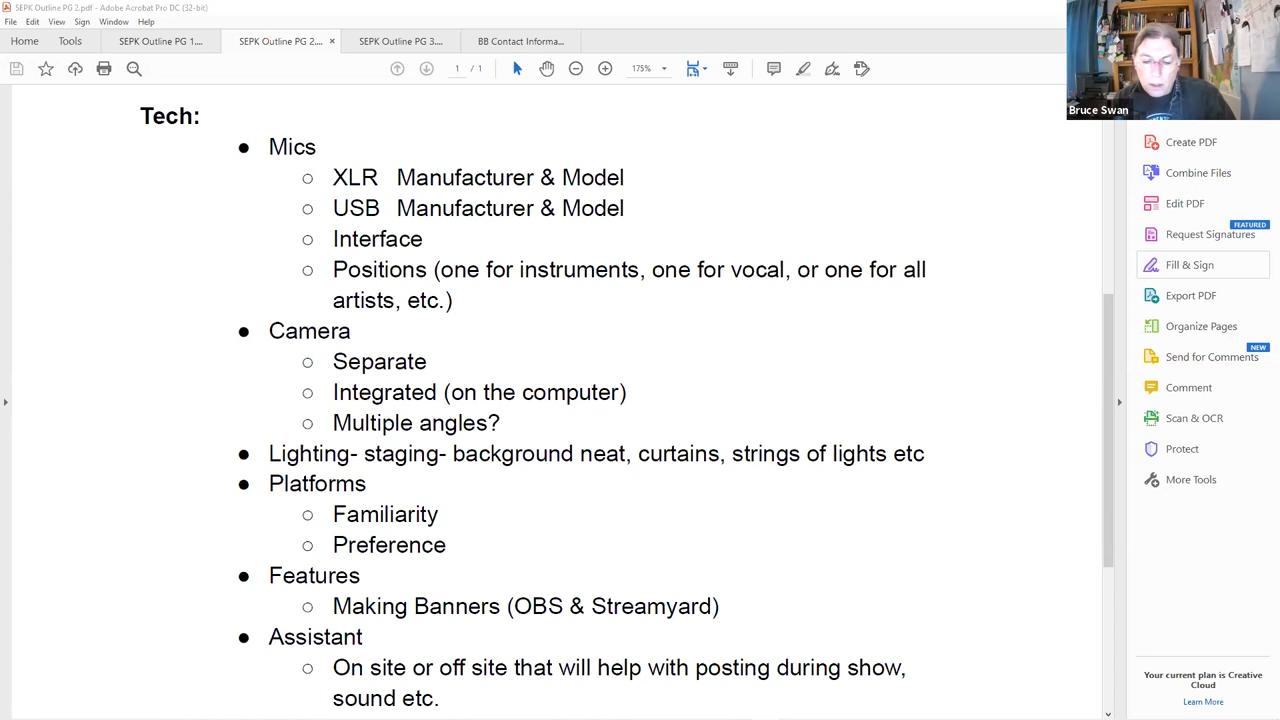 SEPK Outline PG 2.pdf - Adobe Acrobat Pro DC (32-bit)
File Edit View Sign Window Help
Home Tools SEPK Outline PG 1.... SEPK Outline PG 2.... × SEPK Outline PG 3.... BB Contact Informa...
1 / 1 175%
Bruce Swan
Tech:
● Mics
○ XLR Manufacturer & Model
○ USB Manufacturer & Model
○ Interface
○ Positions (one for instruments, one for vocal, or one for all
artists, etc.)
● Camera
○ Separate
○ Integrated (on the computer)
○ Multiple angles?
● Lighting- staging- background neat, curtains, strings of lights etc
● Platforms
○ Familiarity
○ Preference
● Features
○ Making Banners (OBS & Streamyard)
● Assistant
○ On site or off site that will help with posting during show,
sound etc.
Create PDF
Combine Files
Edit PDF
FEATURED
Request Signatures
Fill & Sign
Export PDF
Organize Pages
NEW
Send for Comments
Comment
Scan & OCR
Protect
More Tools
Your current plan is Creative
Cloud
Learn More